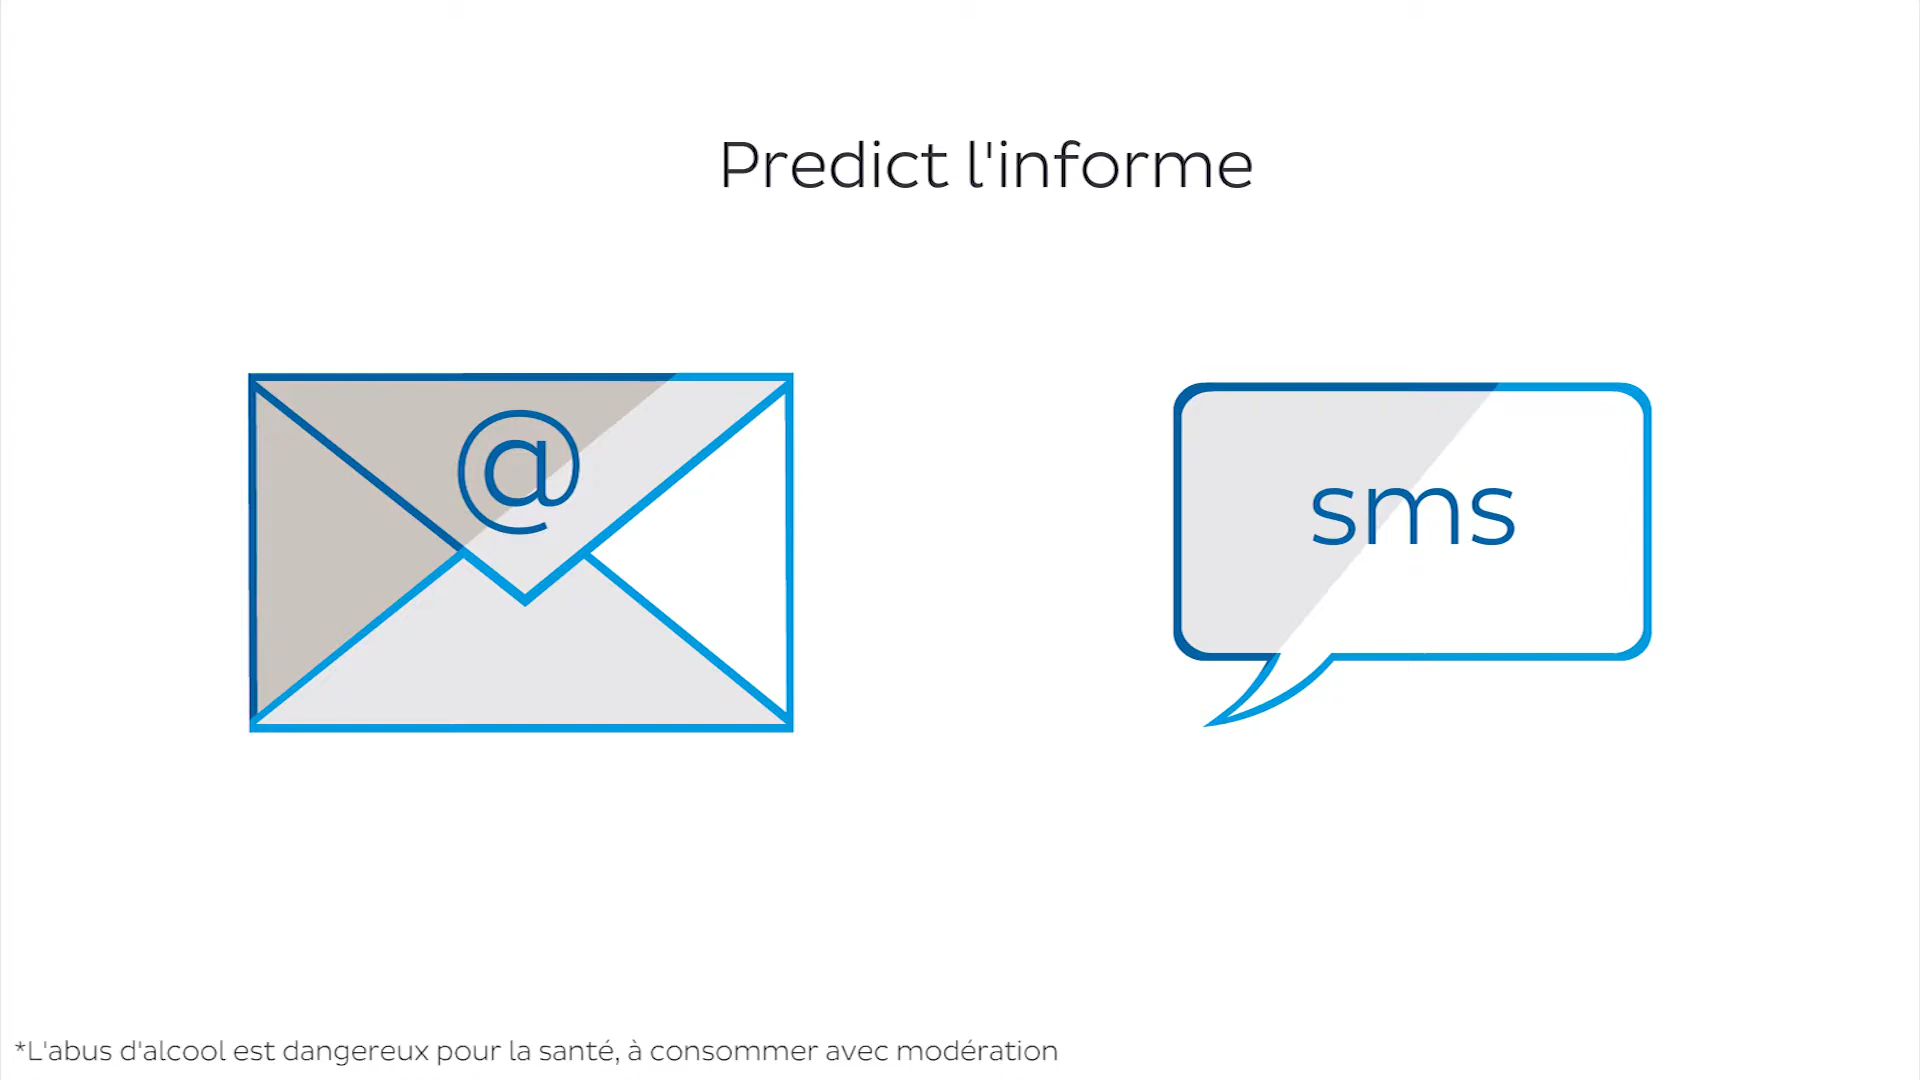 Predict l'informe
@
sms
*L'abus d'alcool est dangereux pour la santé, à consommer avec modération